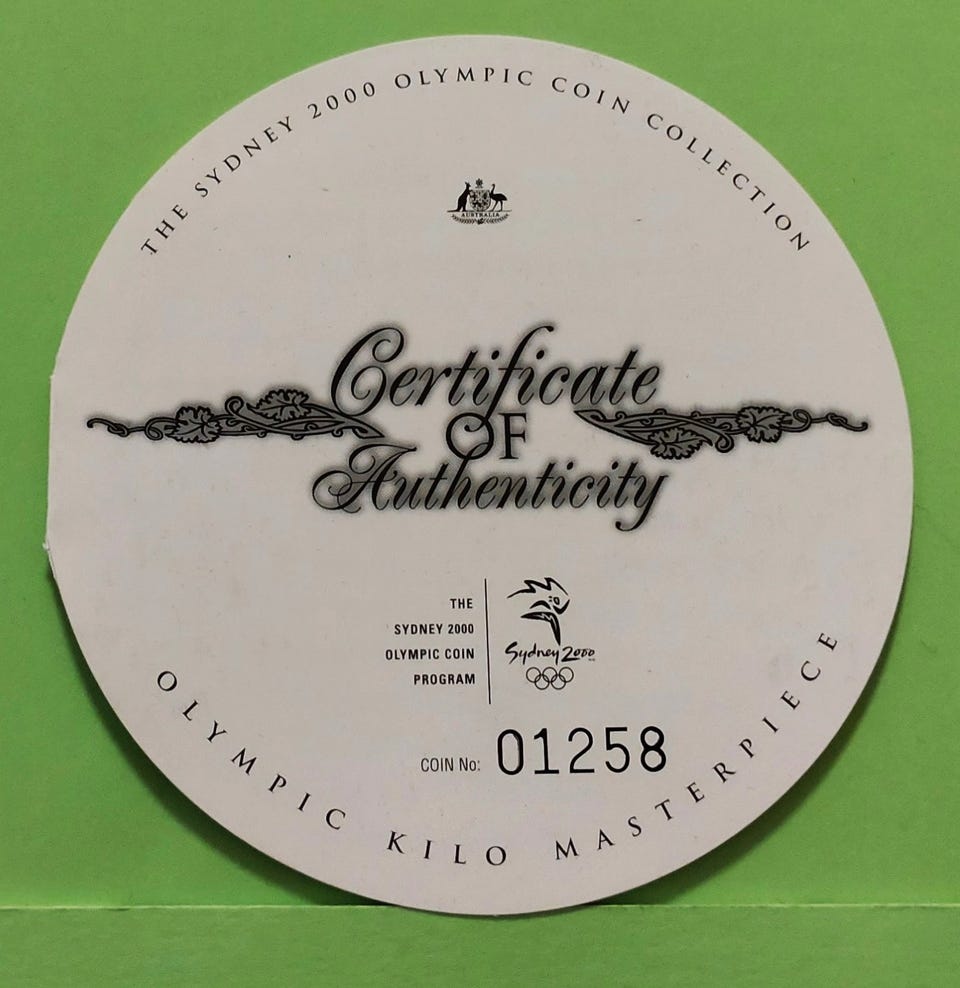 THE SYDNEY 2000 OLYMPIC COIN COLLECTION
AUSTRALIA
Certificate
OF
Authenticity
THE
SYDNEY 2000
OLYMPIC COIN
PROGRAM
Sydney 2000
COIN No: 01258
OLYMPIC KILO MASTERPIECE